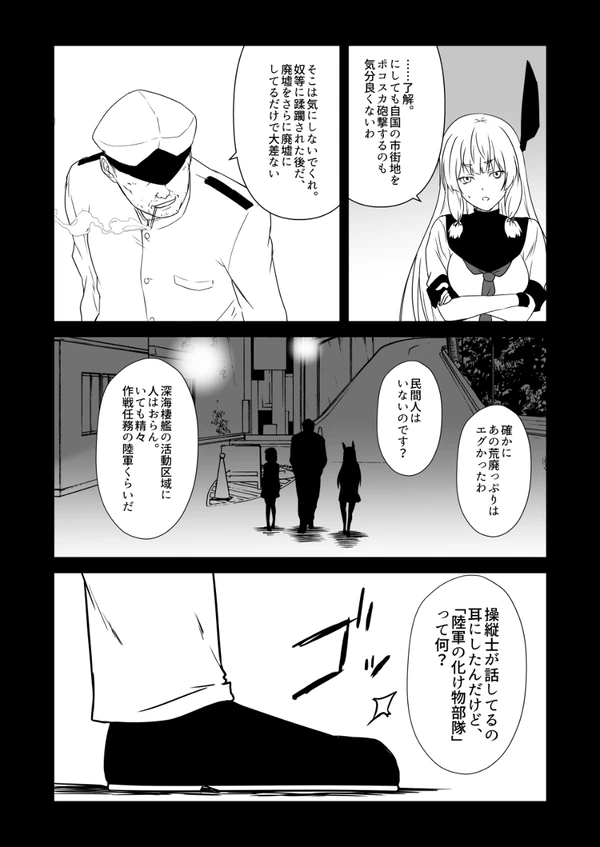 ……了解。
にしても自国の市街地を
ポコスカ砲撃するのも
気分良くないわ
そこは気にしないでくれ。
奴等に蹂躙された後だ、
廃墟をさらに廃墟に
してるだけで大差ない
確かに
あの荒廃っぷりは
エグかったわ
民間人は
いないのです？
深海棲艦の活動区域に
人はおらん。
いても精々
作戦任務の陸軍くらいだ
操縦士が話してるの
耳にしたんだけど、
「陸軍の化け物部隊」
って何？
コッ